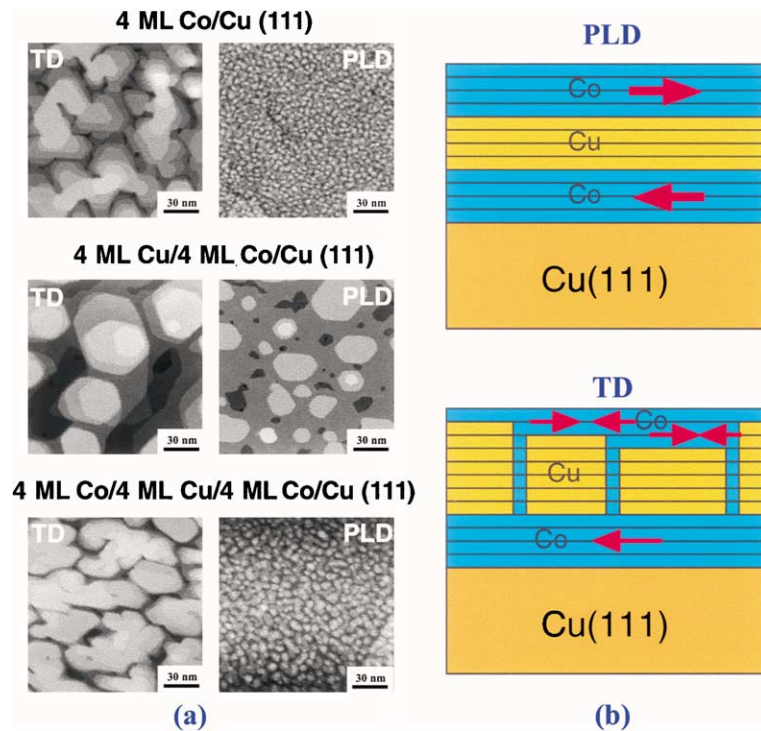 4 ML Co/Cu (111)
TD
PLD
30 nm
30 nm
4 ML Cu/4 ML Co/Cu (111)
TD
PLD
30 nm
30 nm
4 ML Co/4 ML Cu/4 ML Co/Cu (111)
TD
PLD
30 nm
30 nm
(a)
PLD
Co
Cu
Co
Cu(111)
TD
Co
Cu
Co
Cu(111)
(b)